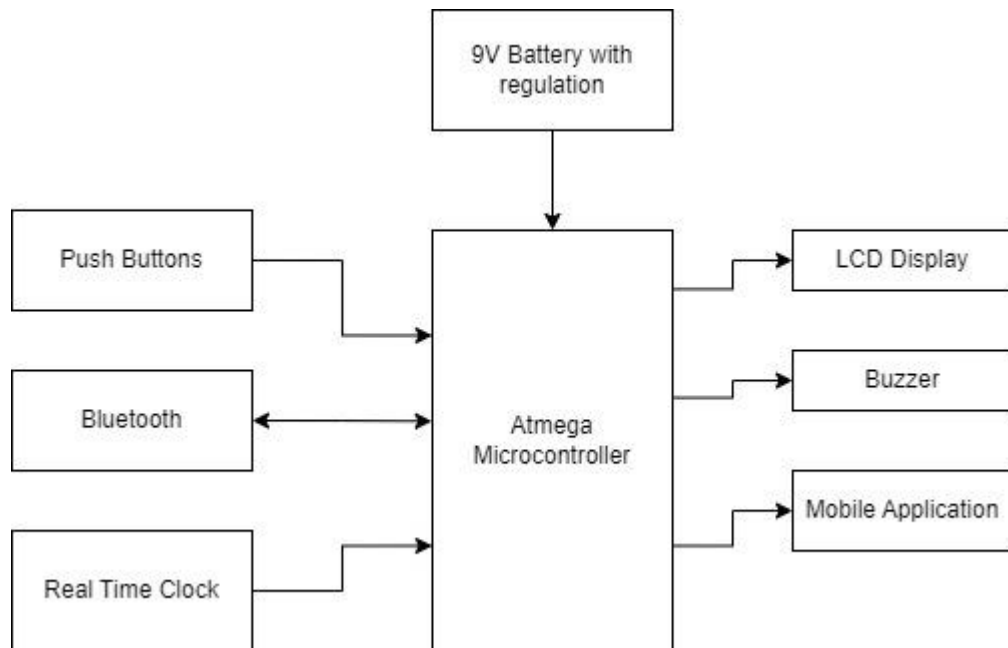 9V Battery with
regulation
Push Buttons
LCD Display
Buzzer
Bluetooth
Atmega
Microcontroller
Mobile Application
Real Time Clock